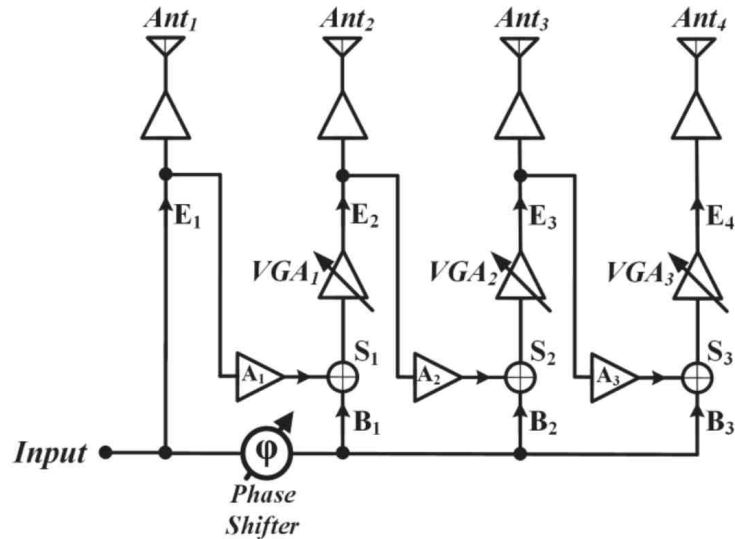 Ant1 Ant2 Ant3 Ant4
E1 E2 E3 E4
VGA1 VGA2 VGA3
S1 S2 S3
A1 A2 A3
B1 B2 B3
Input φ
Phase
Shifter